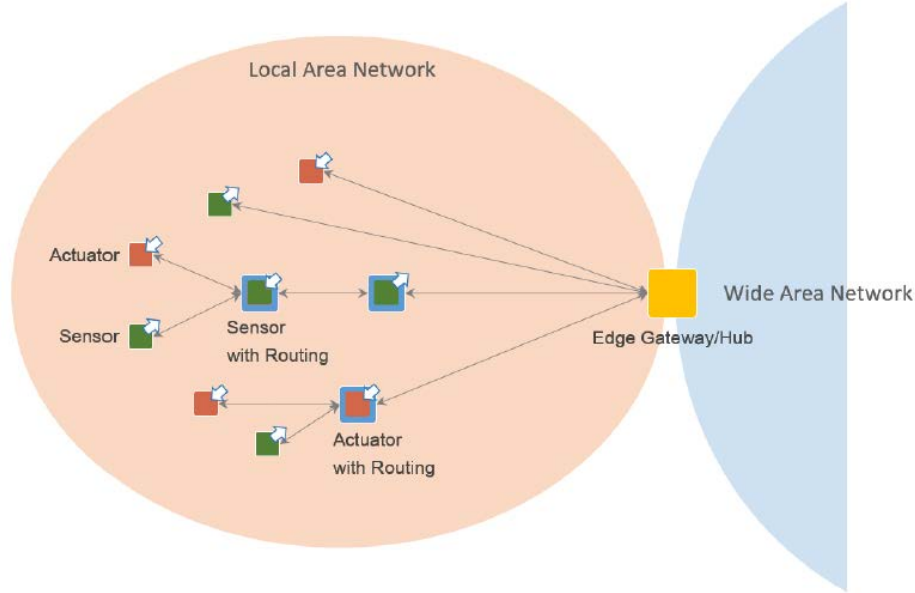 Local Area Network
Actuator
Sensor
Sensor
with Routing
Wide Area Network
Edge Gateway/Hub
Actuator
with Routing